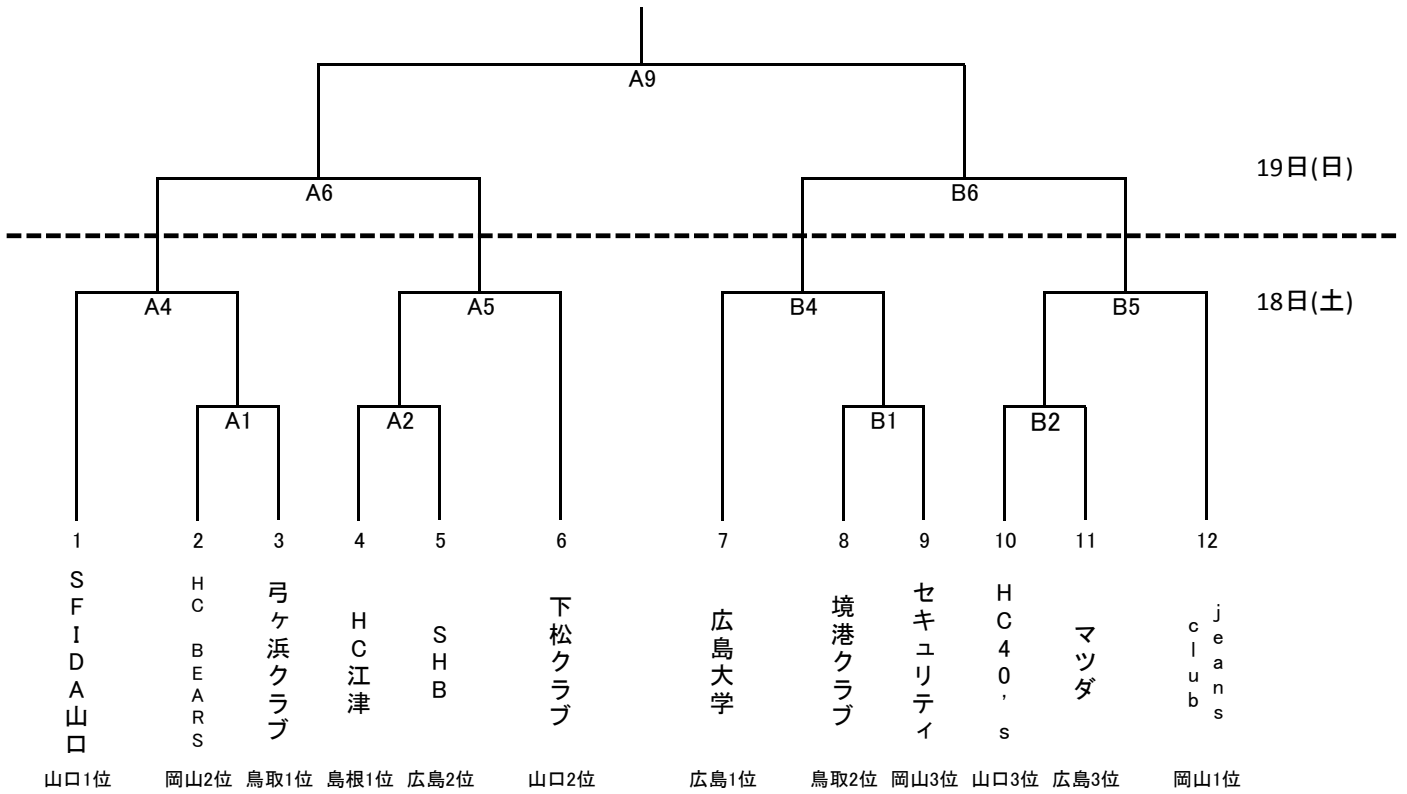 A9
19日(日)
A6
B6
A4
A5
B4
B5
18日(土)
A1
A2
B1
B2
1
2
3
4
5
6
7
8
9
10
11
12
SFIDA山口
HC BEARS
弓ヶ浜クラブ
HC江津
SHB
下松クラブ
広島大学
境港クラブ
セキュリティ
HC40's
マツダ
jeans
club
山口1位
岡山2位
鳥取1位
島根1位
広島2位
山口2位
広島1位
鳥取2位
岡山3位
山口3位
広島3位
岡山1位